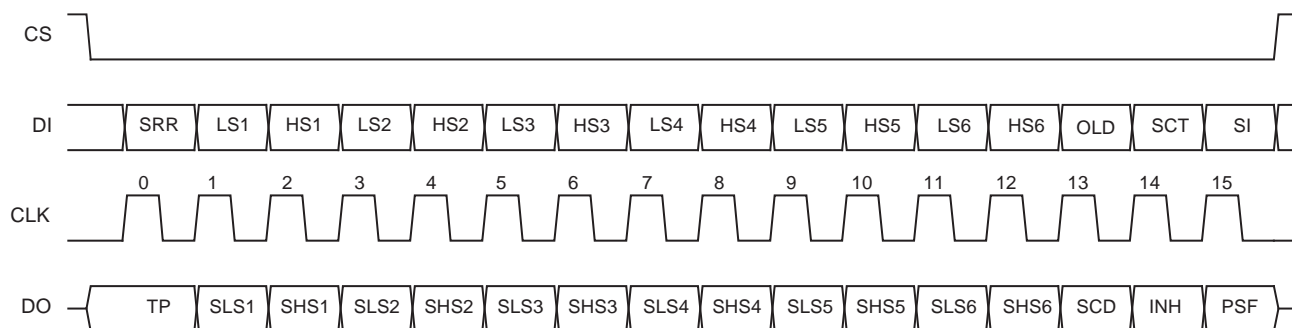 CS
DI SRR LS1 HS1 LS2 HS2 LS3 HS3 LS4 HS4 LS5 HS5 LS6 HS6 OLD SCT SI
0 1 2 3 4 5 6 7 8 9 10 11 12 13 14 15
CLK
DO TP SLS1 SHS1 SLS2 SHS2 SLS3 SHS3 SLS4 SHS4 SLS5 SHS5 SLS6 SHS6 SCD INH PSF